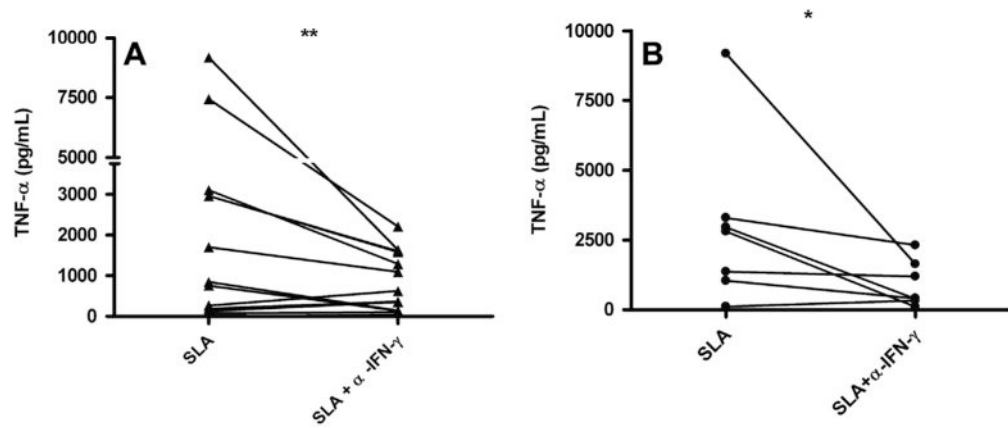 A
**
TNF-α (pg/mL)
10000
7500
5000
3000
2000
1000
0
SLA
SLA + α -IFN-γ
B
*
TNF-α (pg/mL)
10000
7500
5000
2500
0
SLA
SLA+α-IFN-γ